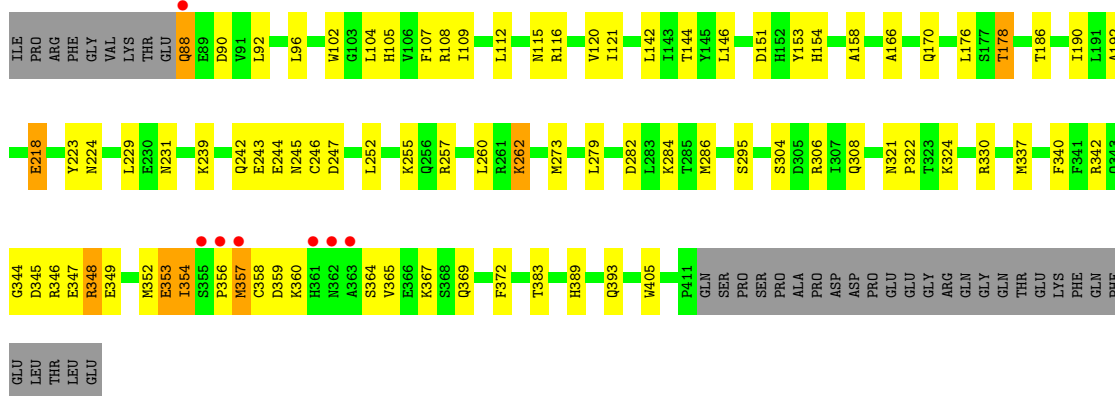 ILE PRO ARG PHE GLY VAL LYS THR GLU Q88 E89 D90 V91 L92 L96 W102 G103 L104 H105 V106 F107 R108 I109 L112 N115 R116 V120 I121 L142 I143 T144 Y145 L146 D151 H152 Y153 H154 A158 A166 Q170 L176 S177 T178 T186 I190 L191
E218 Y223 N224 L229 E230 N231 K239 Q242 E243 E244 N245 C246 D247 L252 K255 Q256 R257 L260 R261 K262 M273 L279 D282 L283 K284 T285 M286 S295 S304 D305 R306 I307 Q308 N321 P322 T323 K324 R330 M337 F340 F341 R342
G344 D345 R346 E347 R348 E349 M352 E353 I354 S355 P356 M357 C358 D359 K360 H361 N362 A363 S364 V365 E366 K367 S368 Q369 F372 T383 H389 Q393 W405 P411 GLN SER PRO SER PRO ALA PRO ASP ASP PRO GLU GLU GLY ARG GLN GLY GLN THR GLU LYS PHE GLN
GLU LEU THR LEU GLU